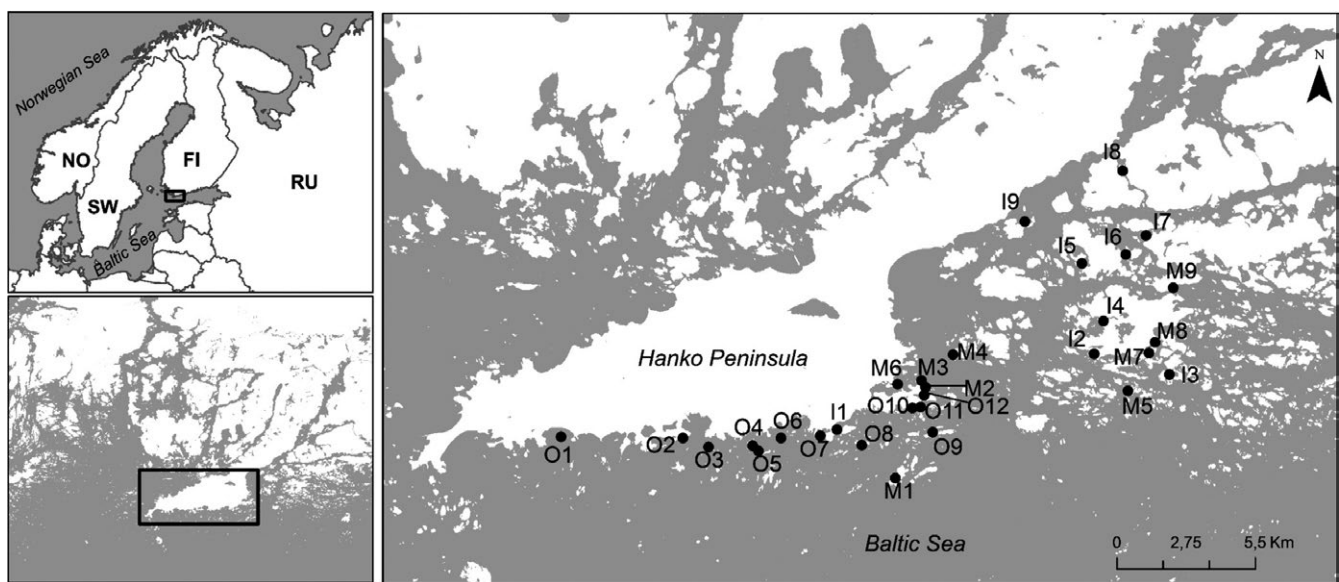 Norwegian Sea
NO
SW
FI
RU
Baltic Sea
N
I8
I9
I7
I6
I5
M9
I4
M8
I2
M7
I3
M5
Hanko Peninsula
M4
M6
M3
M2
O10
O11
O12
O1
O2
O3
O4
O5
O6
O7
I1
O8
O9
M1
Baltic Sea
0 2,75 5,5 Km